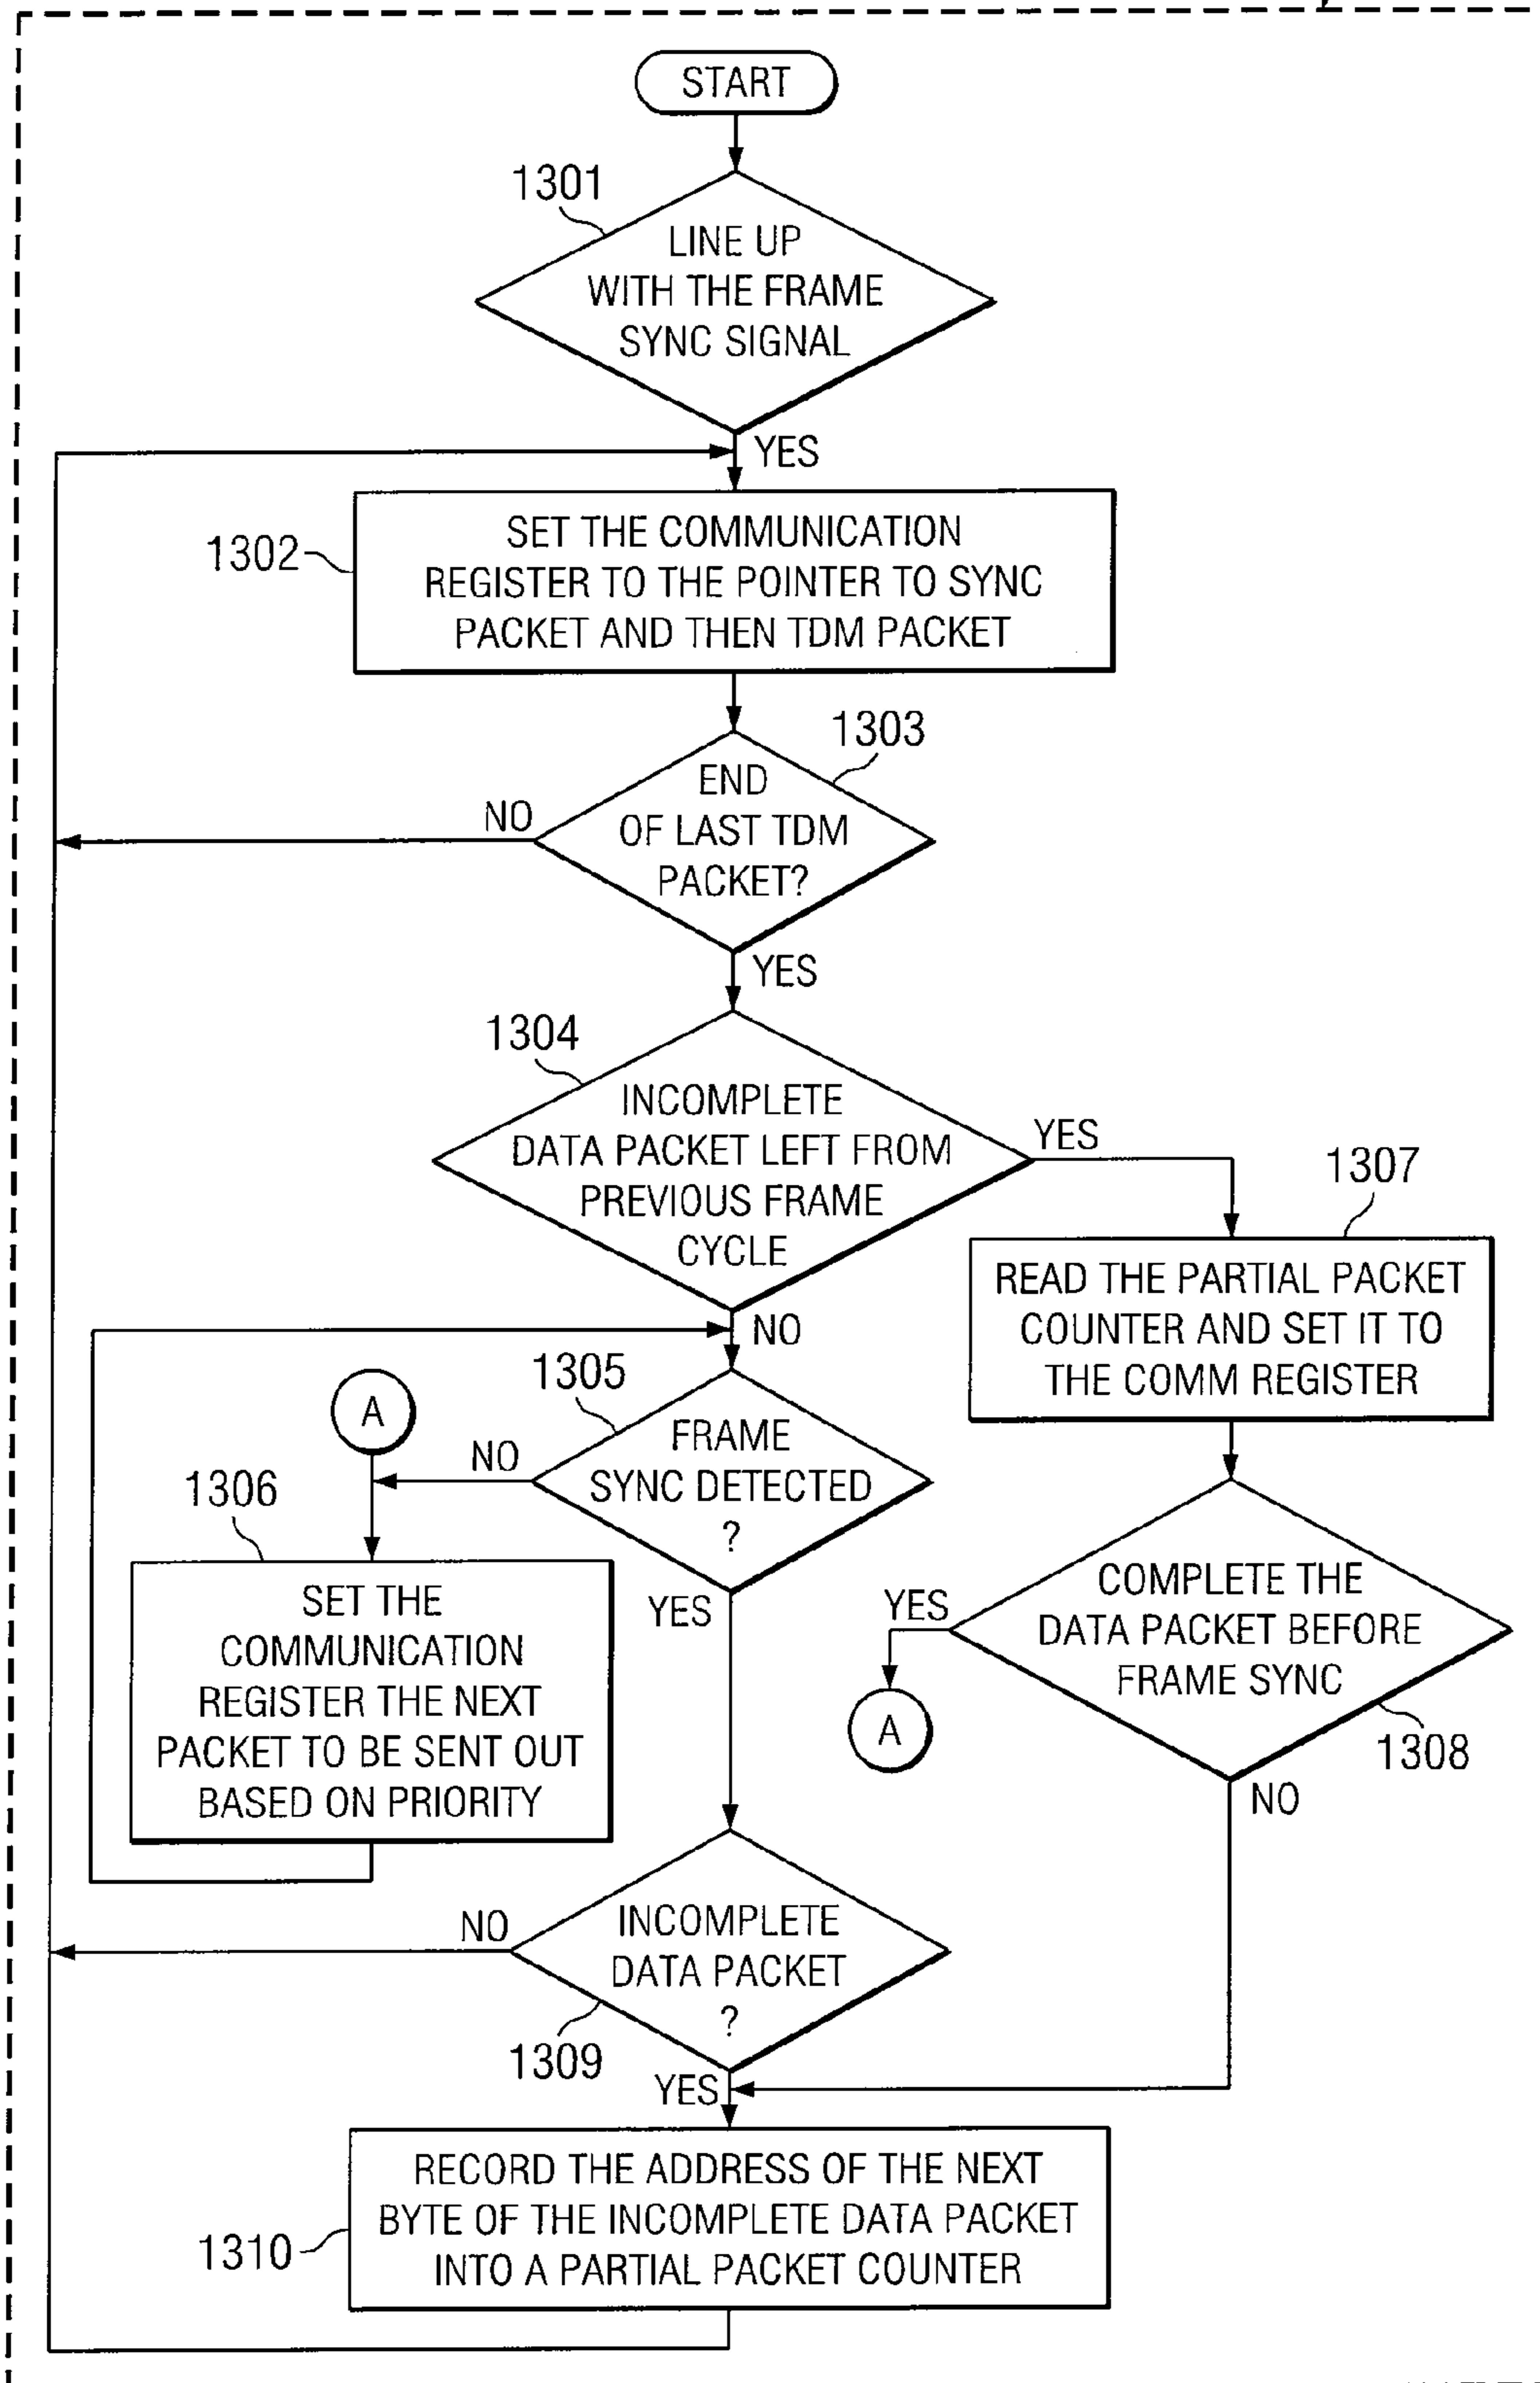 START
1301
LINE UP
WITH THE FRAME
SYNC SIGNAL
YES
1302
SET THE COMMUNICATION
REGISTER TO THE POINTER TO SYNC
PACKET AND THEN TDM PACKET
1303
END
OF LAST TDM
PACKET?
NO
YES
1304
INCOMPLETE
DATA PACKET LEFT FROM
PREVIOUS FRAME
CYCLE
YES
NO
1307
READ THE PARTIAL PACKET
COUNTER AND SET IT TO
THE COMM REGISTER
1305
FRAME
SYNC DETECTED
?
NO
YES
A
1306
SET THE
COMMUNICATION
REGISTER THE NEXT
PACKET TO BE SENT OUT
BASED ON PRIORITY
COMPLETE THE
DATA PACKET BEFORE
FRAME SYNC
YES
A
1308
NO
INCOMPLETE
DATA PACKET
?
NO
1309
YES
1310
RECORD THE ADDRESS OF THE NEXT
BYTE OF THE INCOMPLETE DATA PACKET
INTO A PARTIAL PACKET COUNTER